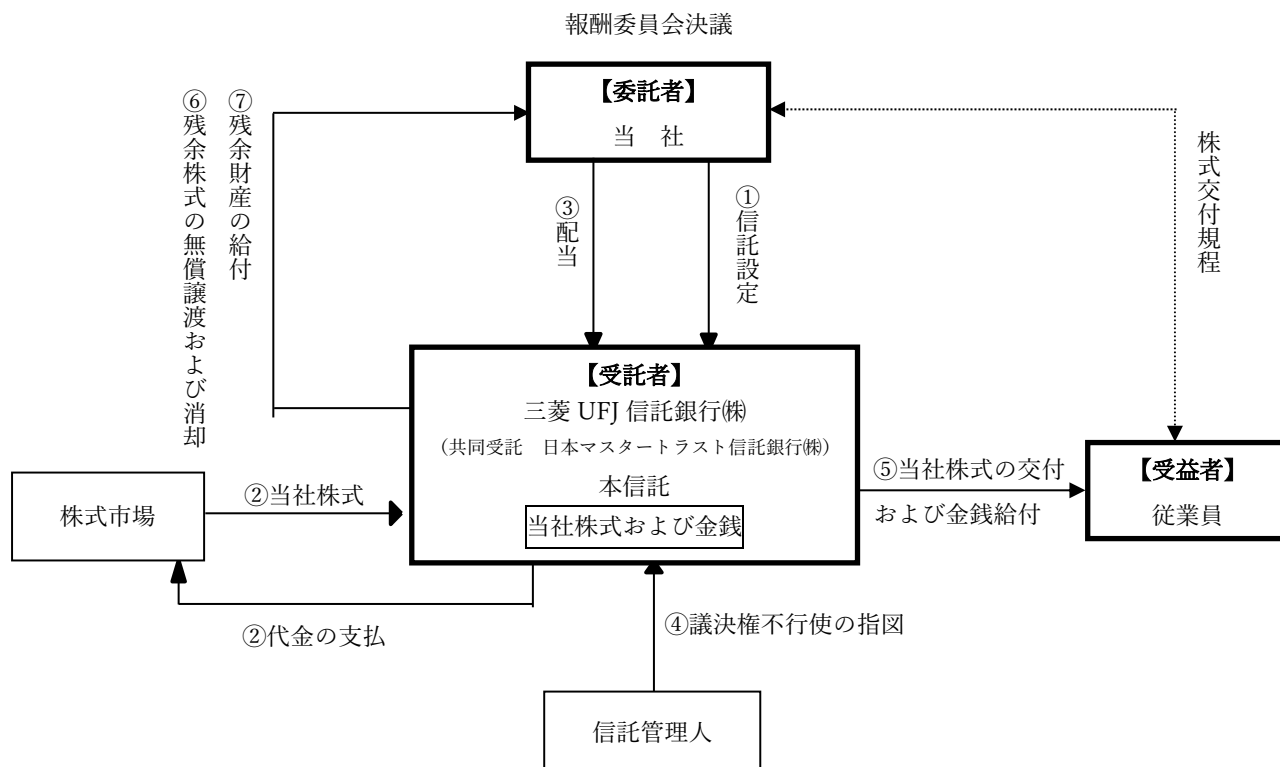 報酬委員会決議
【委託者】
当　社
⑥残余株式の無償譲渡および消却
⑦残余財産の給付
③配当
①信託設定
株式交付規程
【受託者】
三菱 UFJ 信託銀行㈱
（共同受託　日本マスタートラスト信託銀行㈱）
本信託
当社株式および金銭
株式市場
②当社株式
②代金の支払
⑤当社株式の交付
および金銭給付
【受益者】
従業員
④議決権不行使の指図
信託管理人